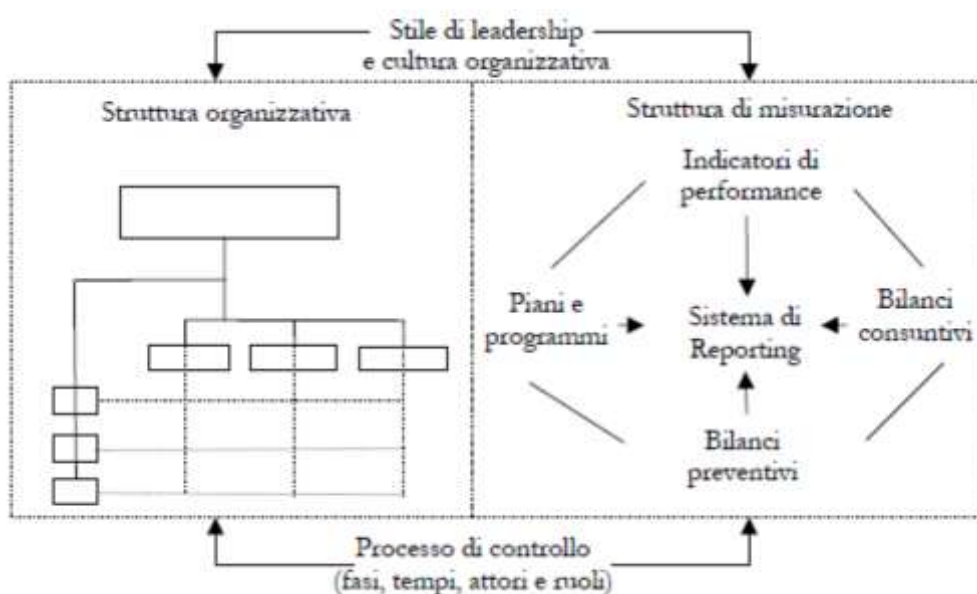 Stile di leadership
e cultura organizzativa
Struttura organizzativa
Struttura di misurazione
Indicatori di
performance
Piani e
programmi
Sistema di
Reporting
Bilanci
consuntivi
Bilanci
preventivi
Processo di controllo
(fasi, tempi, attori e ruoli)